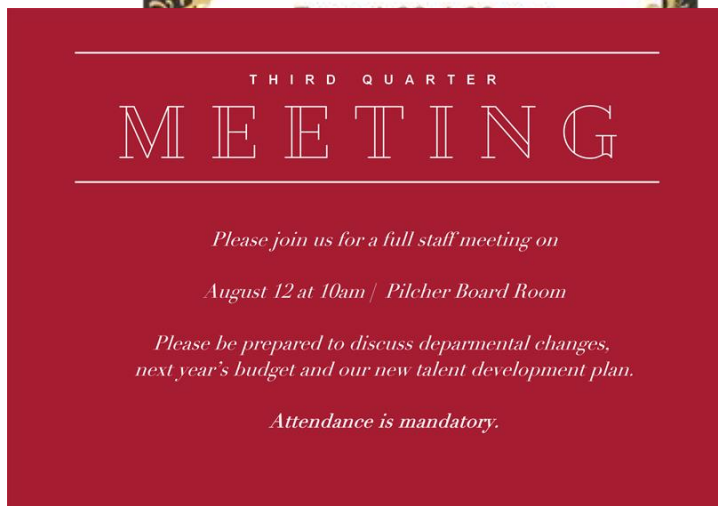 THIRD QUARTER
MEETING
Please join us for a full staff meeting on
August 12 at 10am / Pilcher Board Room
Please be prepared to discuss deparmental changes,
next year's budget and our new talent development plan.
Attendance is mandatory.